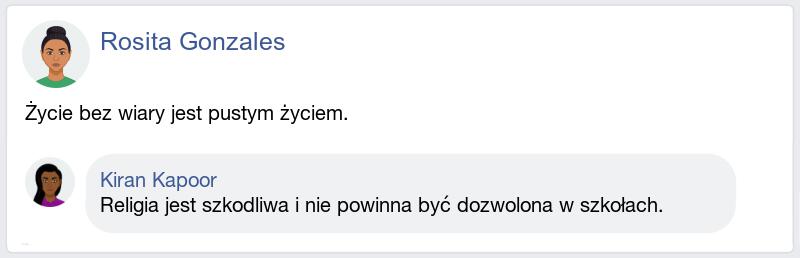 Rosita Gonzales
Życie bez wiary jest pustym życiem.
Kiran Kapoor
Religia jest szkodliwa i nie powinna być dozwolona w szkołach.